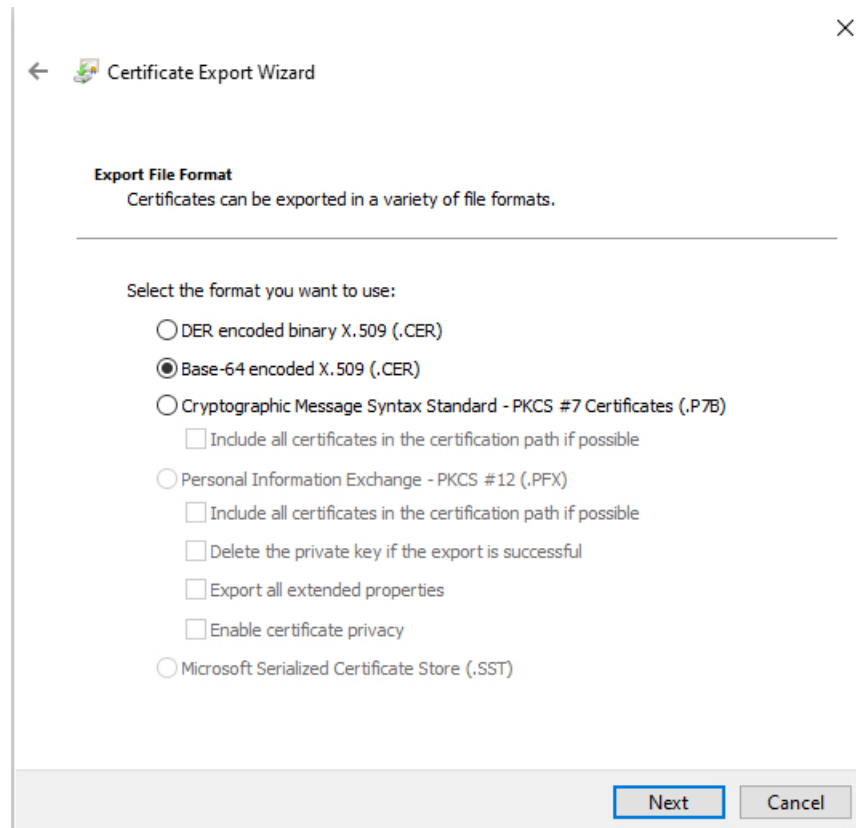 Certificate Export Wizard
Export File Format
Certificates can be exported in a variety of file formats.
Select the format you want to use:
DER encoded binary X.509 (.CER)
Base-64 encoded X.509 (.CER)
Cryptographic Message Syntax Standard - PKCS #7 Certificates (.P7B)
Include all certificates in the certification path if possible
Personal Information Exchange - PKCS #12 (.PFX)
Include all certificates in the certification path if possible
Delete the private key if the export is successful
Export all extended properties
Enable certificate privacy
Microsoft Serialized Certificate Store (.SST)
Next Cancel